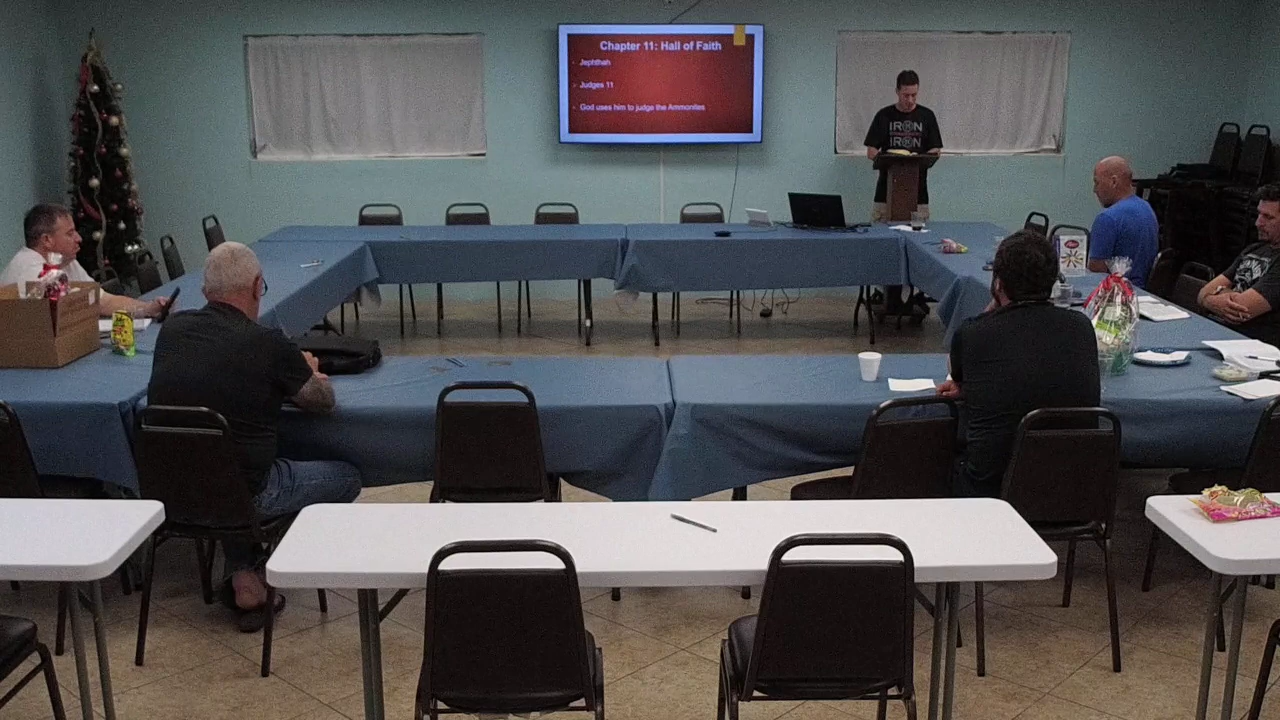 Chapter 11: Hall of Faith
Jephthah
Judges 11
God uses him to judge the Ammonites
IRON
IRON